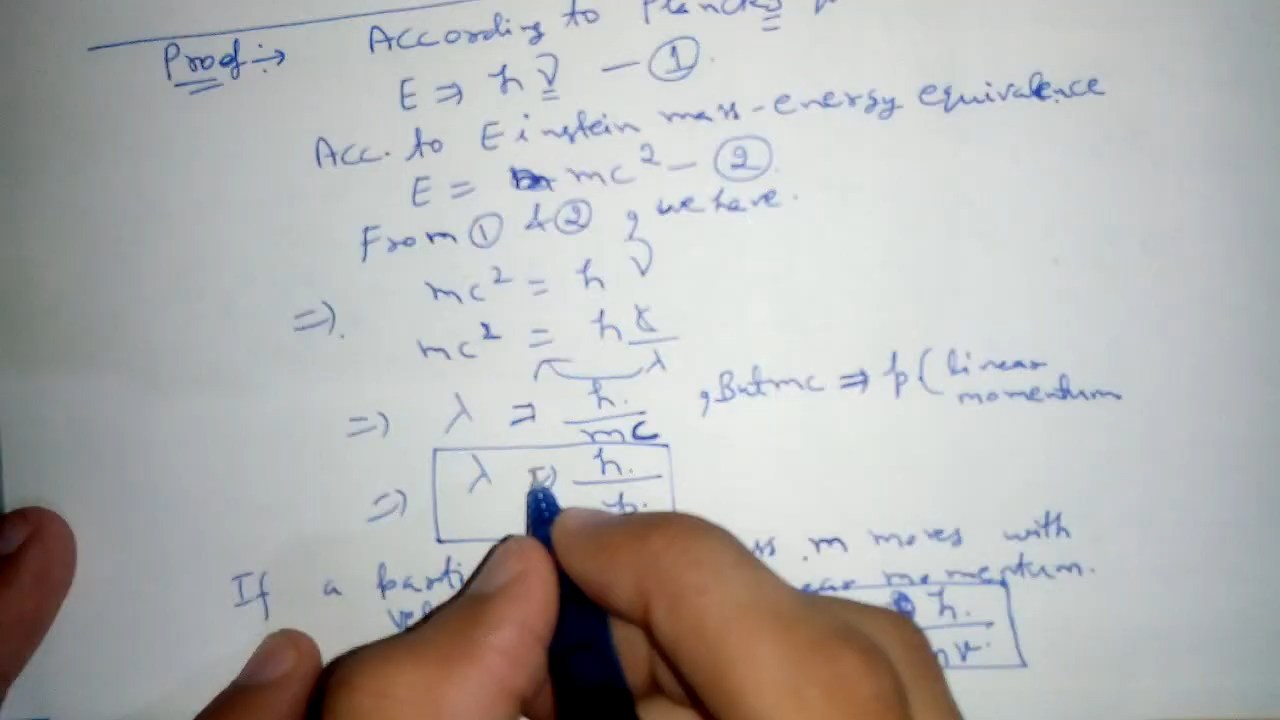 Proof:→ According to Planck's
E ⇒ hν — ①
Acc. to Einstein mass-energy equivalence
E = mc² — ②
From ① & ②, we have.
⇒ mc² = hν
mc² = h c/λ
⇒ λ = h/mc , But mc ⇒ p (linear momentum
⇒ λ = h/p
If a m moves with
momentum.
h